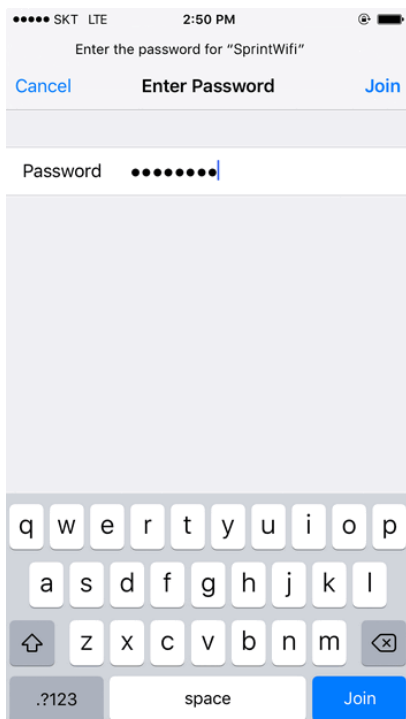 ●●●●● SKT LTE 2:50 PM
Enter the password for “SprintWifi”
Cancel Enter Password Join
Password ●●●●●●●●
q w e r t y u i o p
a s d f g h j k l
z x c v b n m
.?123 space Join